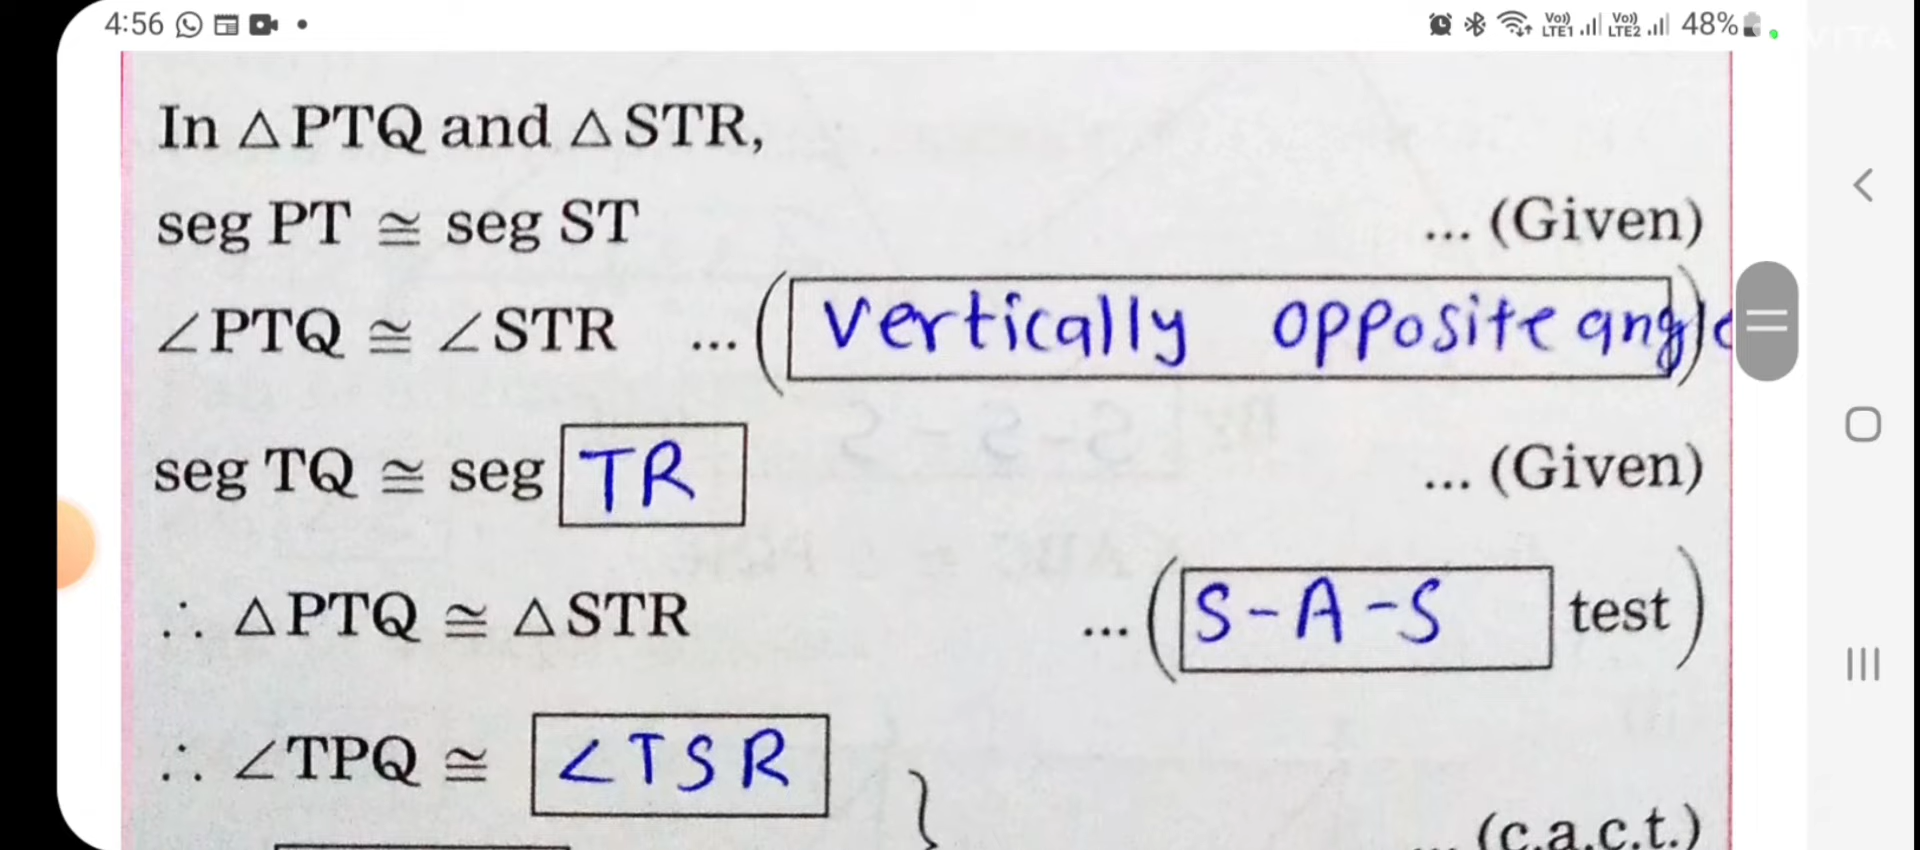 4:56
48%
VITA
In △PTQ and △STR,
seg PT ≅ seg ST ... (Given)
∠PTQ ≅ ∠STR ... (Vertically opposite angle)
seg TQ ≅ seg TR ... (Given)
∴ △PTQ ≅ △STR ... (S-A-S test)
∴ ∠TPQ ≅ ∠TSR
... (c.a.c.t.)